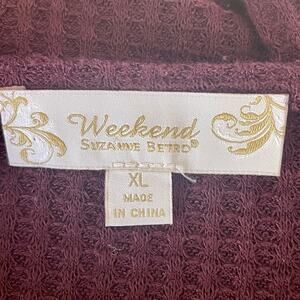 Weekend
SUZANNE BETRO®
XL
MADE
IN CHINA